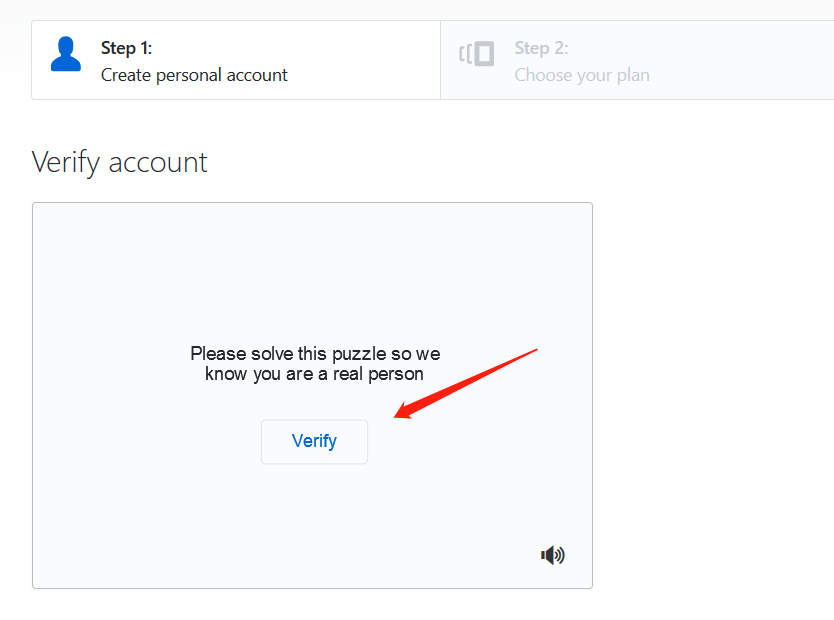 Step 1:
Create personal account
Step 2:
Choose your plan
Verify account
Please solve this puzzle so we
know you are a real person
Verify